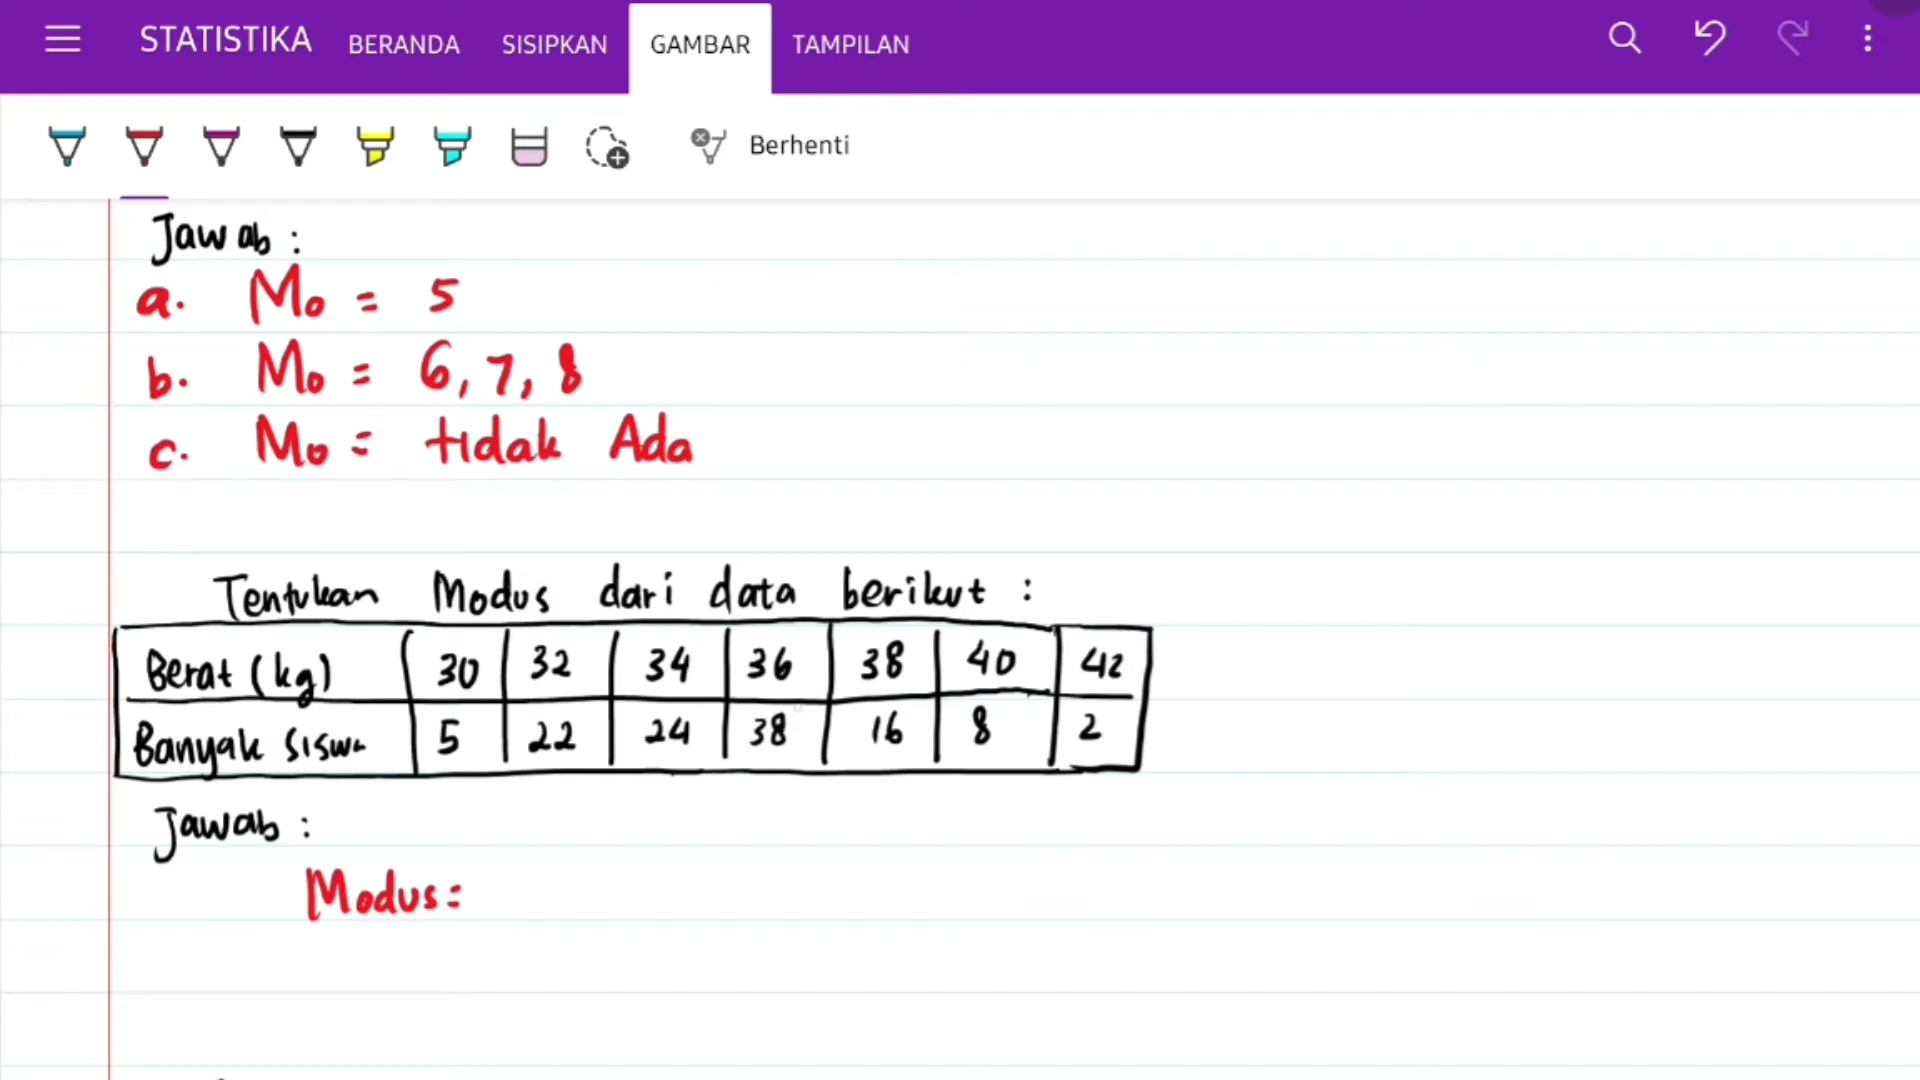 STATISTIKA BERANDA SISIPKAN GAMBAR TAMPILAN
Berhenti
Jawab :
a. Mo = 5
b. Mo = 6, 7, 8
c. Mo = tidak Ada
Tentukan Modus dari data berikut :
Berat (kg) 30 32 34 36 38 40 42
Banyak siswa 5 22 24 38 16 8 2
Jawab :
Modus =